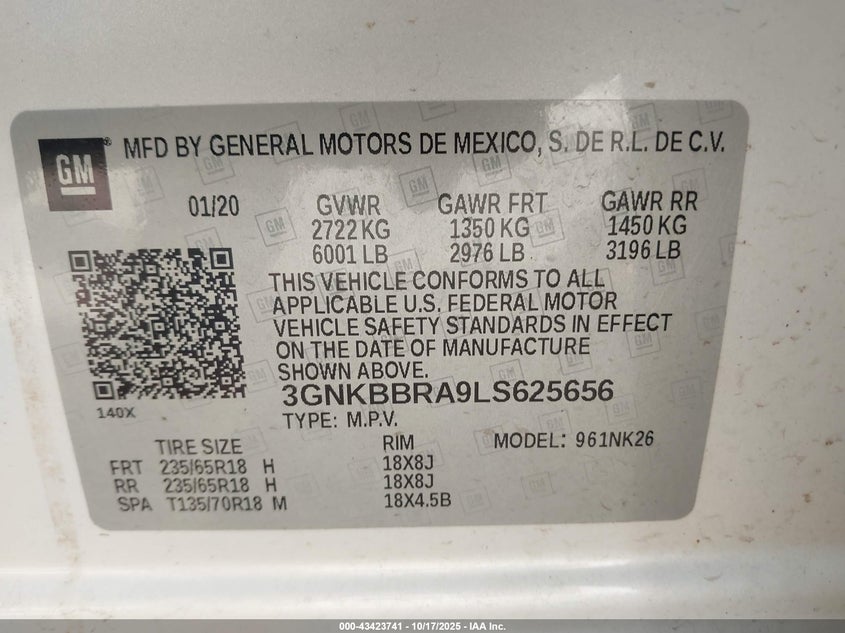 GM® MFD BY GENERAL MOTORS DE MEXICO, S. DE R.L. DE C.V.
01/20 GVWR GAWR FRT GAWR RR
2722 KG 1350 KG 1450 KG
6001 LB 2976 LB 3196 LB
THIS VEHICLE CONFORMS TO ALL
APPLICABLE U.S. FEDERAL MOTOR
VEHICLE SAFETY STANDARDS IN EFFECT
ON THE DATE OF MANUFACTURE
SHOWN ABOVE.
3GNKBBRA9LS625656
140X
TYPE: M.P.V.
TIRE SIZE RIM MODEL: 961NK26
FRT 235/65R18 H 18X8J
RR 235/65R18 H 18X8J
SPA T135/70R18 M 18X4.5B
000-43423741 - 10/17/2025 - IAA Inc.